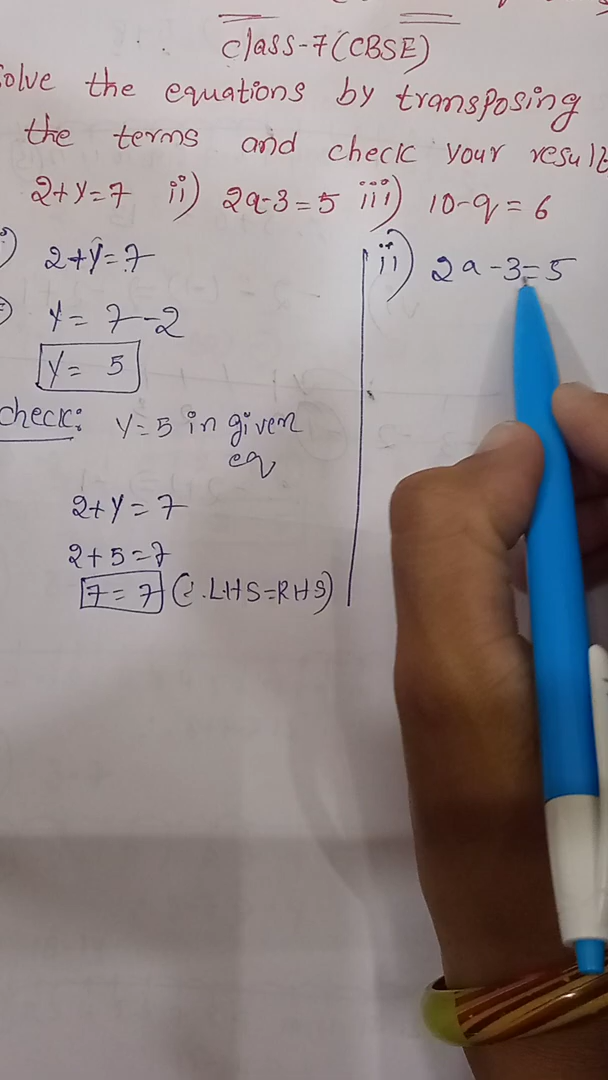 class-7(CBSE)
solve the equations by transposing
the terms and check your result
2+y=7 ii) 2a-3=5 iii) 10-q=6
i) 2+y=7
y= 7-2
y= 5
check: y=5 in given
eq
2+y=7
2+5=7
7=7 (∵LHS=RHS)
ii) 2a-3=5